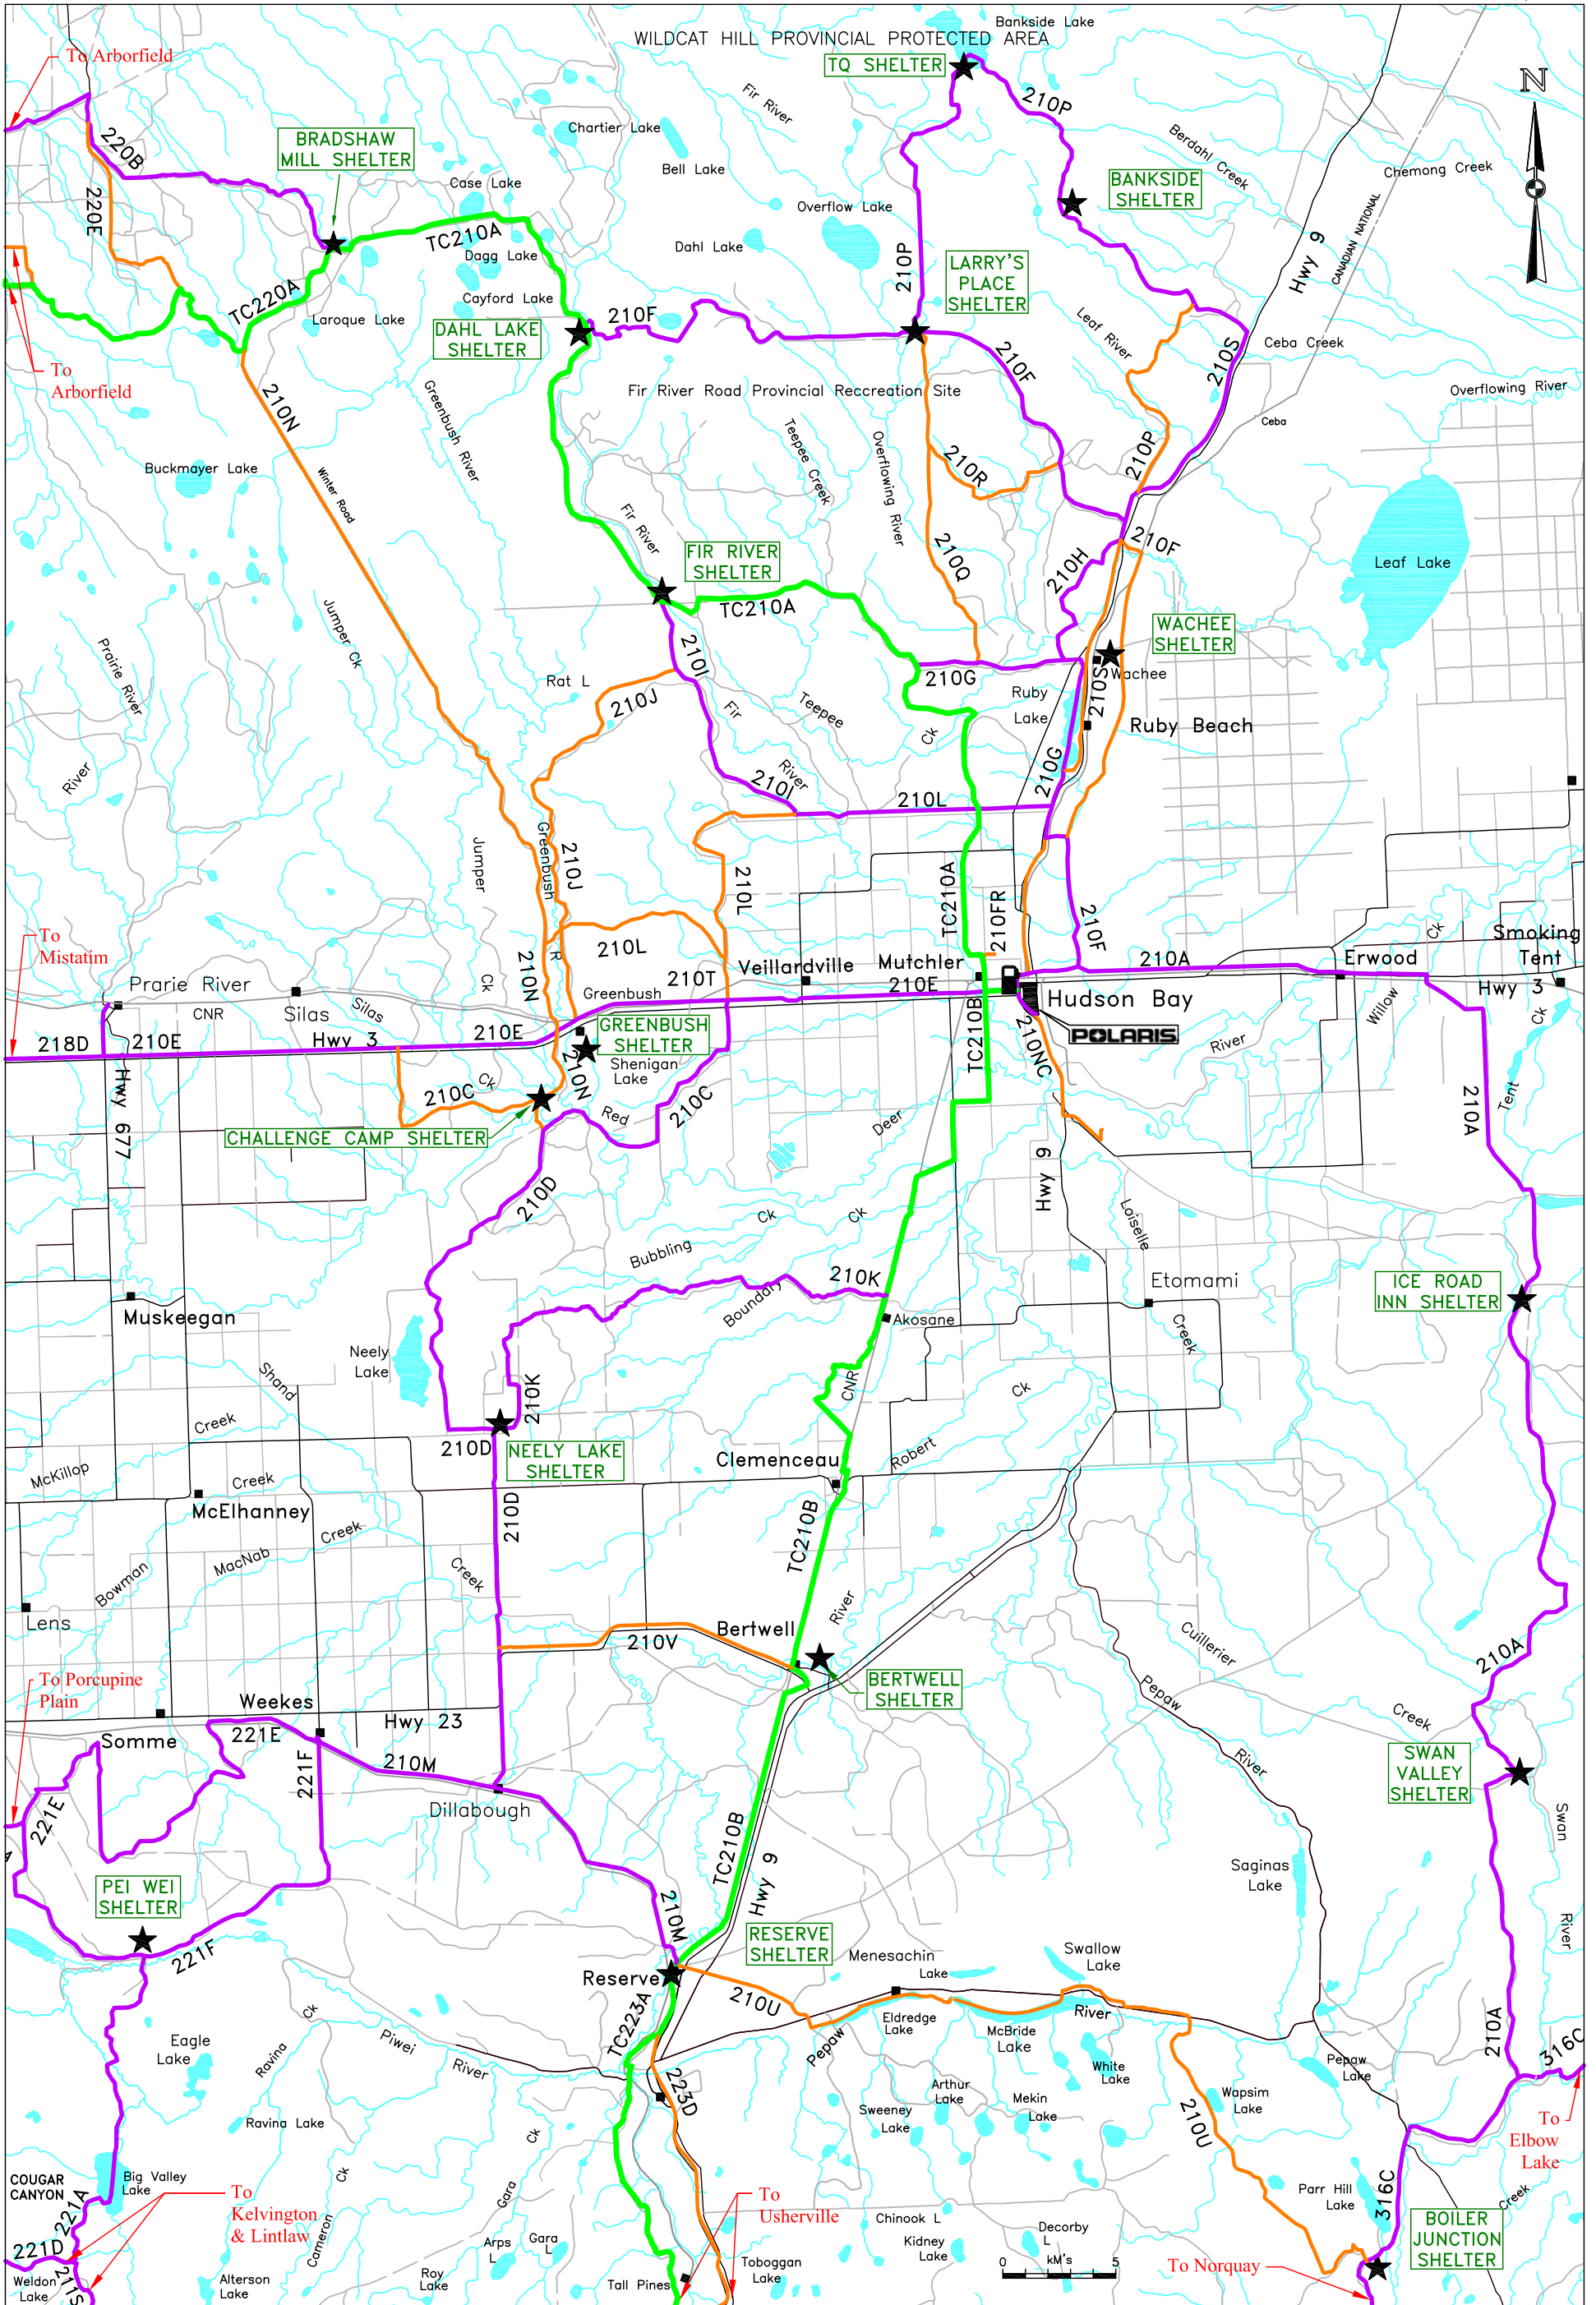 Bankside Lake
WILDCAT HILL PROVINCIAL PROTECTED AREA
To Arborfield
TQ SHELTER
N
210P
Fir River
220B
BRADSHAW
MILL SHELTER
Chartier Lake
Berdahl Creek
Chemong Creek
Bell Lake
BANKSIDE
SHELTER
220E
Case Lake
Overflow Lake
CANADIAN NATIONAL
Hwy 9
TC210A
Dagg Lake
Dahl Lake
210P
LARRY'S
PLACE
SHELTER
TC220A
Cayford Lake
Laroque Lake
DAHL LAKE
SHELTER
210F
Leaf River
Ceba Creek
210S
To
Arborfield
210F
210N
Greenbush River
Fir River Road Provincial Reccreation Site
Overflowing River
Ceba
Teepee Creek
Overflowing River
210R
210P
Buckmayer Lake
Winter Road
Fir River
FIR RIVER
SHELTER
210Q
210H
210F
Leaf Lake
TC210A
Jumper Ck
WACHEE
SHELTER
Prairie River
210I
210G
Wachee
210S
Rat L
210J
Fir
Teepee
Ck
Ruby
Lake
Ruby Beach
River
River
210I
210G
210L
Jumper
Greenbush
210J
210L
TC210A
210FR
210F
To
Mistatim
Ck
R
210L
210N
210T
Veillardville
Mutchler
210A
Erwood
Ck
Smoking
Tent
Prarie River
CNR
Silas
Silas
Greenbush
210E
Hwy 3
Hudson Bay
POLARIS
218D
210E
Hwy 3
210E
GREENBUSH
SHELTER
TC210B
210NC
River
Willow
Ck
Hwy 677
210C
Ck
210N
Shenigan
Lake
Red
210C
Deer
210A
Tent
CHALLENGE CAMP SHELTER
Hwy 9
210D
Ck
Ck
Loiselle
Bubbling
Boundary
210K
Etomami
ICE ROAD
INN SHELTER
Muskeegan
Akosane
Creek
Neely
Lake
Shand
Creek
CNR
Ck
210K
210D
NEELY LAKE
SHELTER
Clemenceau
Robert
McKillop
Creek
McElhanney
210D
TC210B
Bowman
MacNab
Creek
Creek
Lens
River
Bertwell
210V
Cuillerier
210A
To Porcupine
Plain
BERTWELL
SHELTER
Pepaw
Weekes
Hwy 23
Creek
Somme
221E
221F
210M
River
SWAN
VALLEY
SHELTER
Dillabough
221E
TC210B
Swan
Saginas
Lake
PEI WEI
SHELTER
210M
Hwy 9
221F
RESERVE
SHELTER
Menesachin
Lake
Swallow
Lake
River
Reserve
210U
TC223A
Eldredge
Lake
River
210A
316C
Ck
Piwei
River
Pepaw
McBride
Lake
Eagle
Lake
Ravina
White
Lake
Pepaw
Lake
223D
Arthur
Lake
Mekin
Lake
Wapsim
Lake
Sweeney
Lake
210U
Ravina Lake
Ck
To
Elbow
Lake
COUGAR
CANYON
Big Valley
Lake
To
Kelvington
& Lintlaw
Ck
Gara
To
Usherville
Parr Hill
Lake
316C
Creek
221A
Cameron
Chinook L
BOILER
JUNCTION
SHELTER
221D
Arps
L
Gara
L
Kidney
Lake
Decorby
L
0 kM's 5
To Norquay
Weldon
Lake
211S
Alterson
Lake
Roy
Lake
Tall Pines
Toboggan
Lake